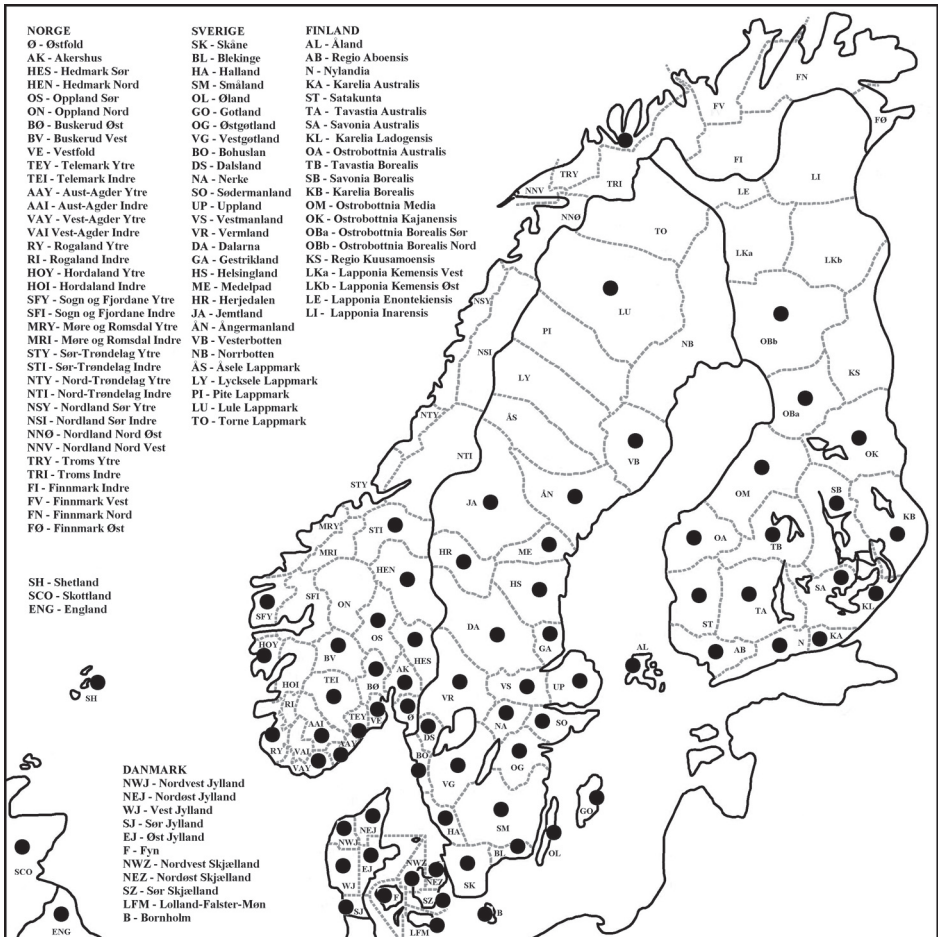 NORGE
Ø - Østfold
AK - Akershus
HES - Hedmark Sør
HEN - Hedmark Nord
OS - Oppland Sør
ON - Oppland Nord
BØ - Buskerud Øst
BV - Buskerud Vest
VE - Vestfold
TEY - Telemark Ytre
TEI - Telemark Indre
AAY - Aust-Agder Ytre
AAI - Aust-Agder Indre
VAY - Vest-Agder Ytre
VAI Vest-Agder Indre
RY - Rogaland Ytre
RI - Rogaland Indre
HOY - Hordaland Ytre
HOI - Hordaland Indre
SFY - Sogn og Fjordane Ytre
SFI - Sogn og Fjordane Indre
MRY- Møre og Romsdal Ytre
MRI - Møre og Romsdal Indre
STY - Sør-Trøndelag Ytre
STI - Sør-Trøndelag Indre
NTY - Nord-Trøndelag Ytre
NTI - Nord-Trøndelag Indre
NSY - Nordland Sør Ytre
NSI - Nordland Sør Indre
NNØ - Nordland Nord Øst
NNV - Nordland Nord Vest
TRY - Troms Ytre
TRI - Troms Indre
FI - Finnmark Indre
FV - Finnmark Vest
FN - Finnmark Nord
FØ - Finnmark Øst
SH - Shetland
SCO - Skottland
ENG - England
SVERIGE
SK - Skåne
BL - Blekinge
HA - Halland
SM - Småland
OL - Øland
GO - Gotland
OG - Østgøtland
VG - Vestgøtland
BO - Bohuslan
DS - Dalsland
NA - Nerke
SO - Sødermanland
UP - Uppland
VS - Vestmanland
VR - Vermland
DA - Dalarna
GA - Gestrikland
HS - Helsingland
ME - Medelpad
HR - Herjedalen
JA - Jemtland
ÅN - Ångermanland
VB - Vesterbotten
NB - Norrbotten
ÅS - Åsele Lappmark
LY - Lycksele Lappmark
PI - Pite Lappmark
LU - Lule Lappmark
TO - Torne Lappmark
FINLAND
AL - Åland
AB - Regio Aboensis
N - Nylandia
KA - Karelia Australis
ST - Satakunta
TA - Tavastia Australis
SA - Savonia Australis
KL - Karelia Ladogensis
OA - Ostrobottnia Australis
TB - Tavastia Borealis
SB - Savonia Borealis
KB - Karelia Borealis
OM - Ostrobottnia Media
OK - Ostrobottnia Kajanensis
OBa - Ostrobottnia Borealis Sør
OBb - Ostrobottnia Borealis Nord
KS - Regio Kuusamoensis
LKa - Lapponia Kemensis Vest
LKb - Lapponia Kemensis Øst
LE - Lapponia Enontekiensis
LI - Lapponia Inarensis
DANMARK
NWJ - Nordvest Jylland
NEJ - Nordøst Jylland
WJ - Vest Jylland
SJ - Sør Jylland
EJ - Øst Jylland
F - Fyn
NWZ - Nordvest Skjælland
NEZ - Nordøst Skjælland
SZ - Sør Skjælland
LFM - Lolland-Falster-Møn
B - Bornholm
FN
FV
FØ
FI
LI
TRY
TRI
NNV
LE
NNØ
TO
LKa
LKb
NSY
LU
PI
NB
OBb
NSI
KS
LY
OBa
NTY
ÅS
NTI
VB
OK
STY
OM
JA
ÅN
SB
KB
MRY
STI
OA
TB
MRI
HR
ME
HEN
HS
SA
SFI
ON
TA
KL
SFY
ST
OS
DA
KA
HOY
HES
GA
AB
N
BV
AL
TEI
AK
HOI
BØ
VR
VS
UP
SH
RI
TEY
VE
Ø
NA
SO
AAI
DS
RY
VAI
AAY
BO
OG
VAY
VG
GO
SM
NEJ
HA
NWJ
BL
OL
EJ
NWZ
SCO
WJ
NEZ
SK
F
SZ
SJ
B
LFM
ENG